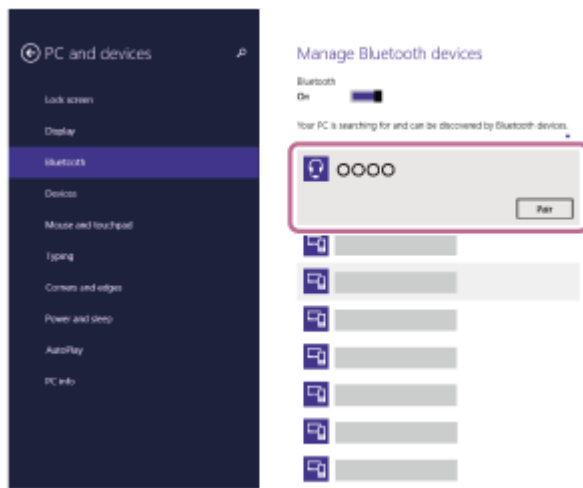 PC and devices
Lock screen
Display
Bluetooth
Devices
Mouse and touchpad
Typing
Corners and edges
Power and sleep
AutoPlay
PC info
Manage Bluetooth devices
Bluetooth
On
Your PC is searching for and can be discovered by Bluetooth devices.
OOOO
Pair